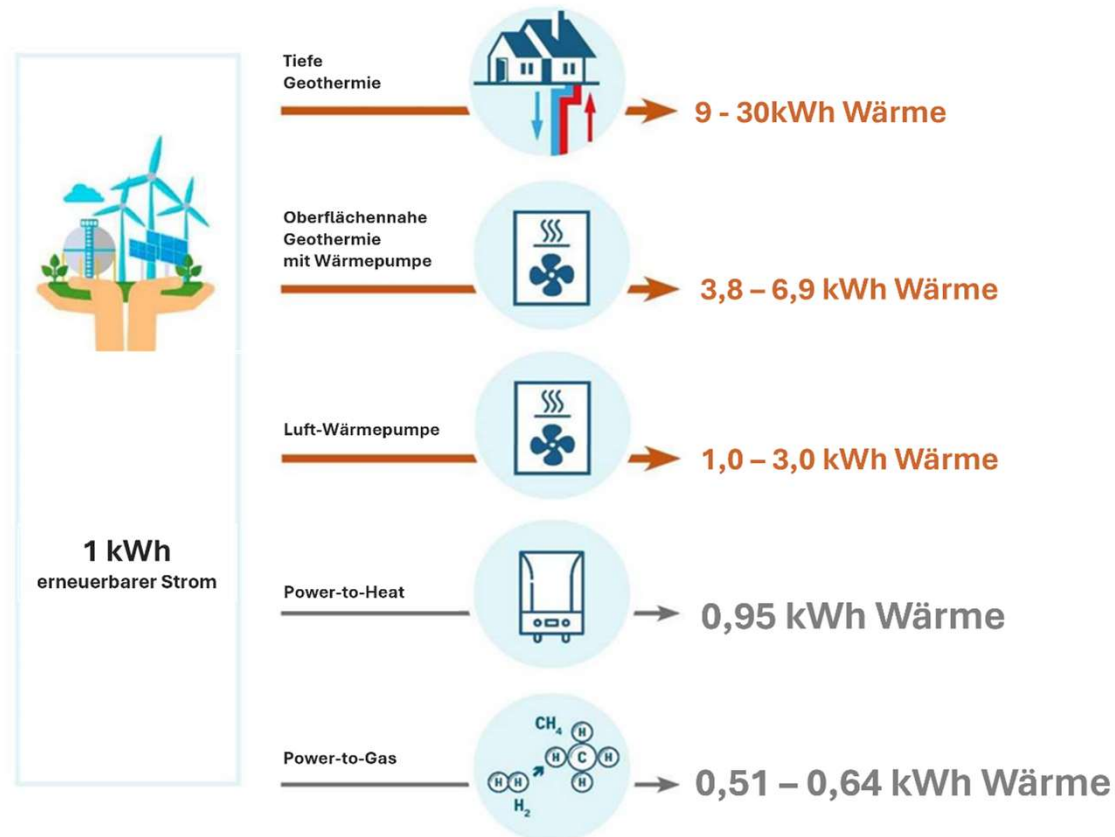 Tiefe
Geothermie
9 - 30kWh Wärme
Oberflächennahe
Geothermie
mit Wärmepumpe
3,8 – 6,9 kWh Wärme
Luft-Wärmepumpe
1,0 – 3,0 kWh Wärme
1 kWh
erneuerbarer Strom
Power-to-Heat
0,95 kWh Wärme
Power-to-Gas
CH₄
H
H C H
H
H H
H₂
0,51 – 0,64 kWh Wärme